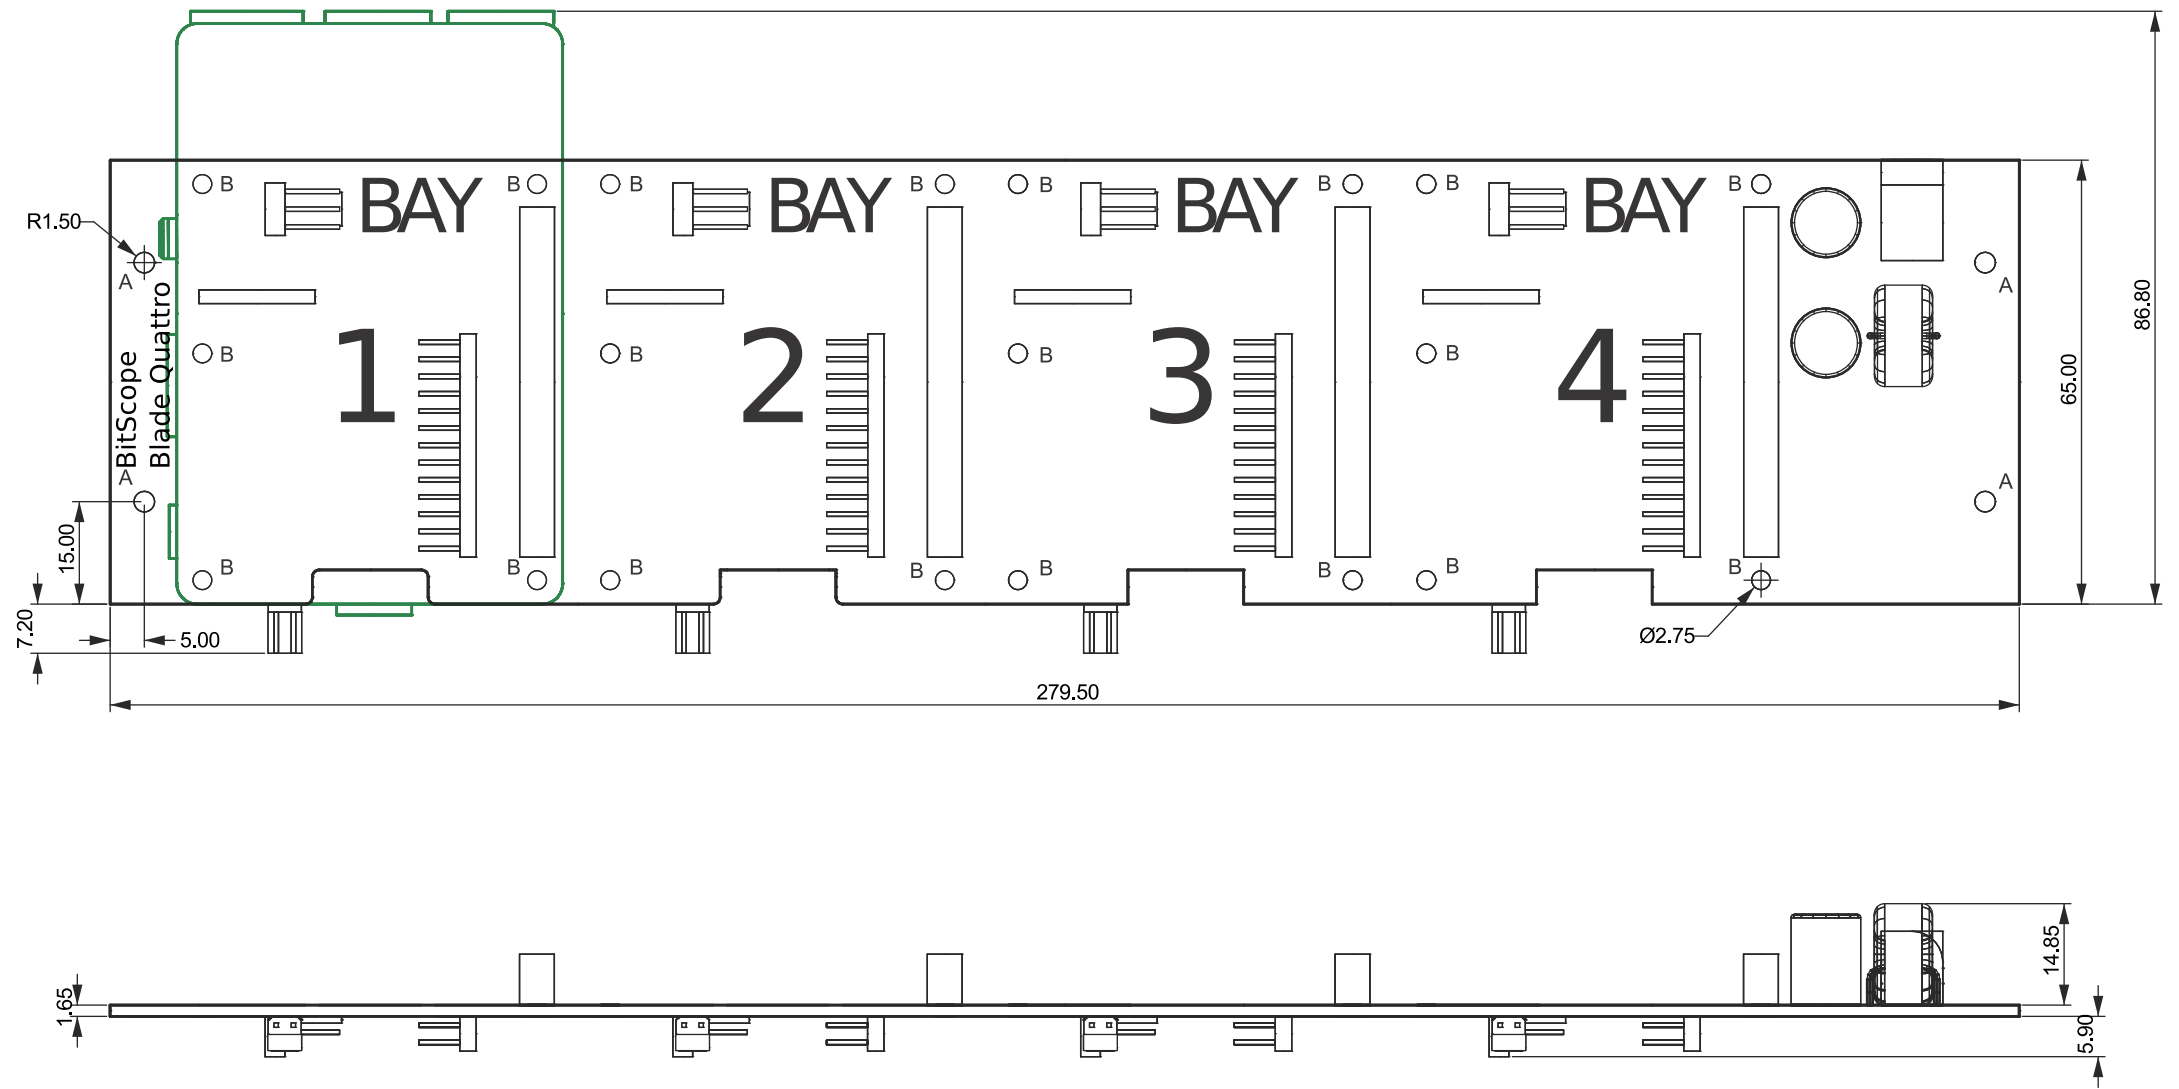 B B B B B B B B
BAY BAY BAY BAY
R1.50
A A
B B B B
1 2 3 4
BitScope
Blade Quattro
A A
B B B B B B B B
86.80
65.00
15.00
7.20
5.00
Ø2.75
279.50
14.85
1.65
5.90